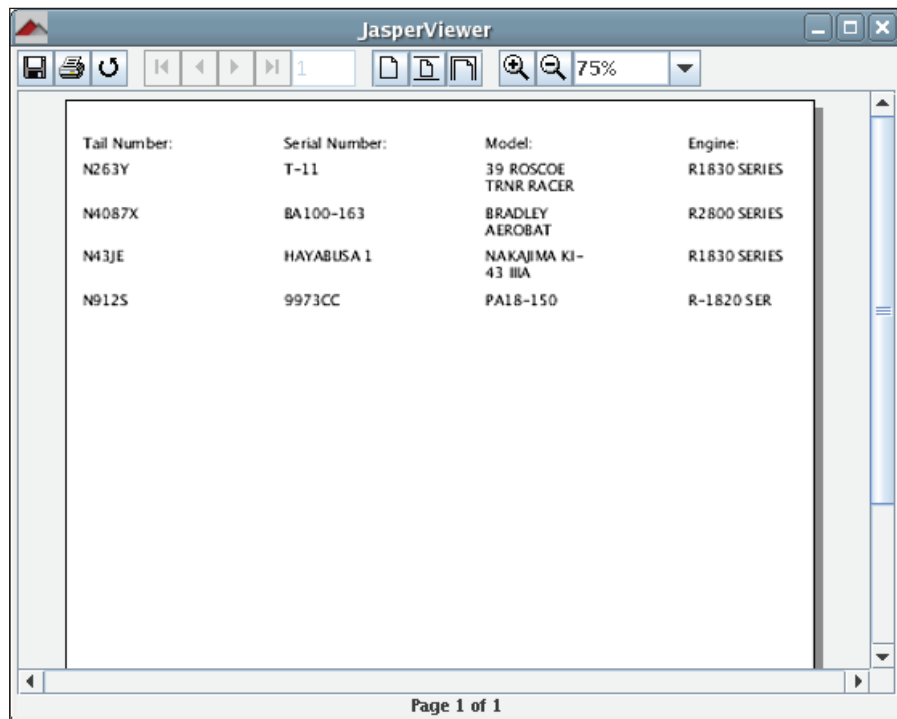 JasperViewer
1
75%
Tail Number: Serial Number: Model: Engine:
N263Y T-11 39 ROSCOE R1830 SERIES
TRNR RACER
N4087X BA100-163 BRADLEY R2800 SERIES
AEROBAT
N43JE HAYABUSA 1 NAKAJIMA KI- R1830 SERIES
43 IIIA
N912S 9973CC PA18-150 R-1820 SER
Page 1 of 1